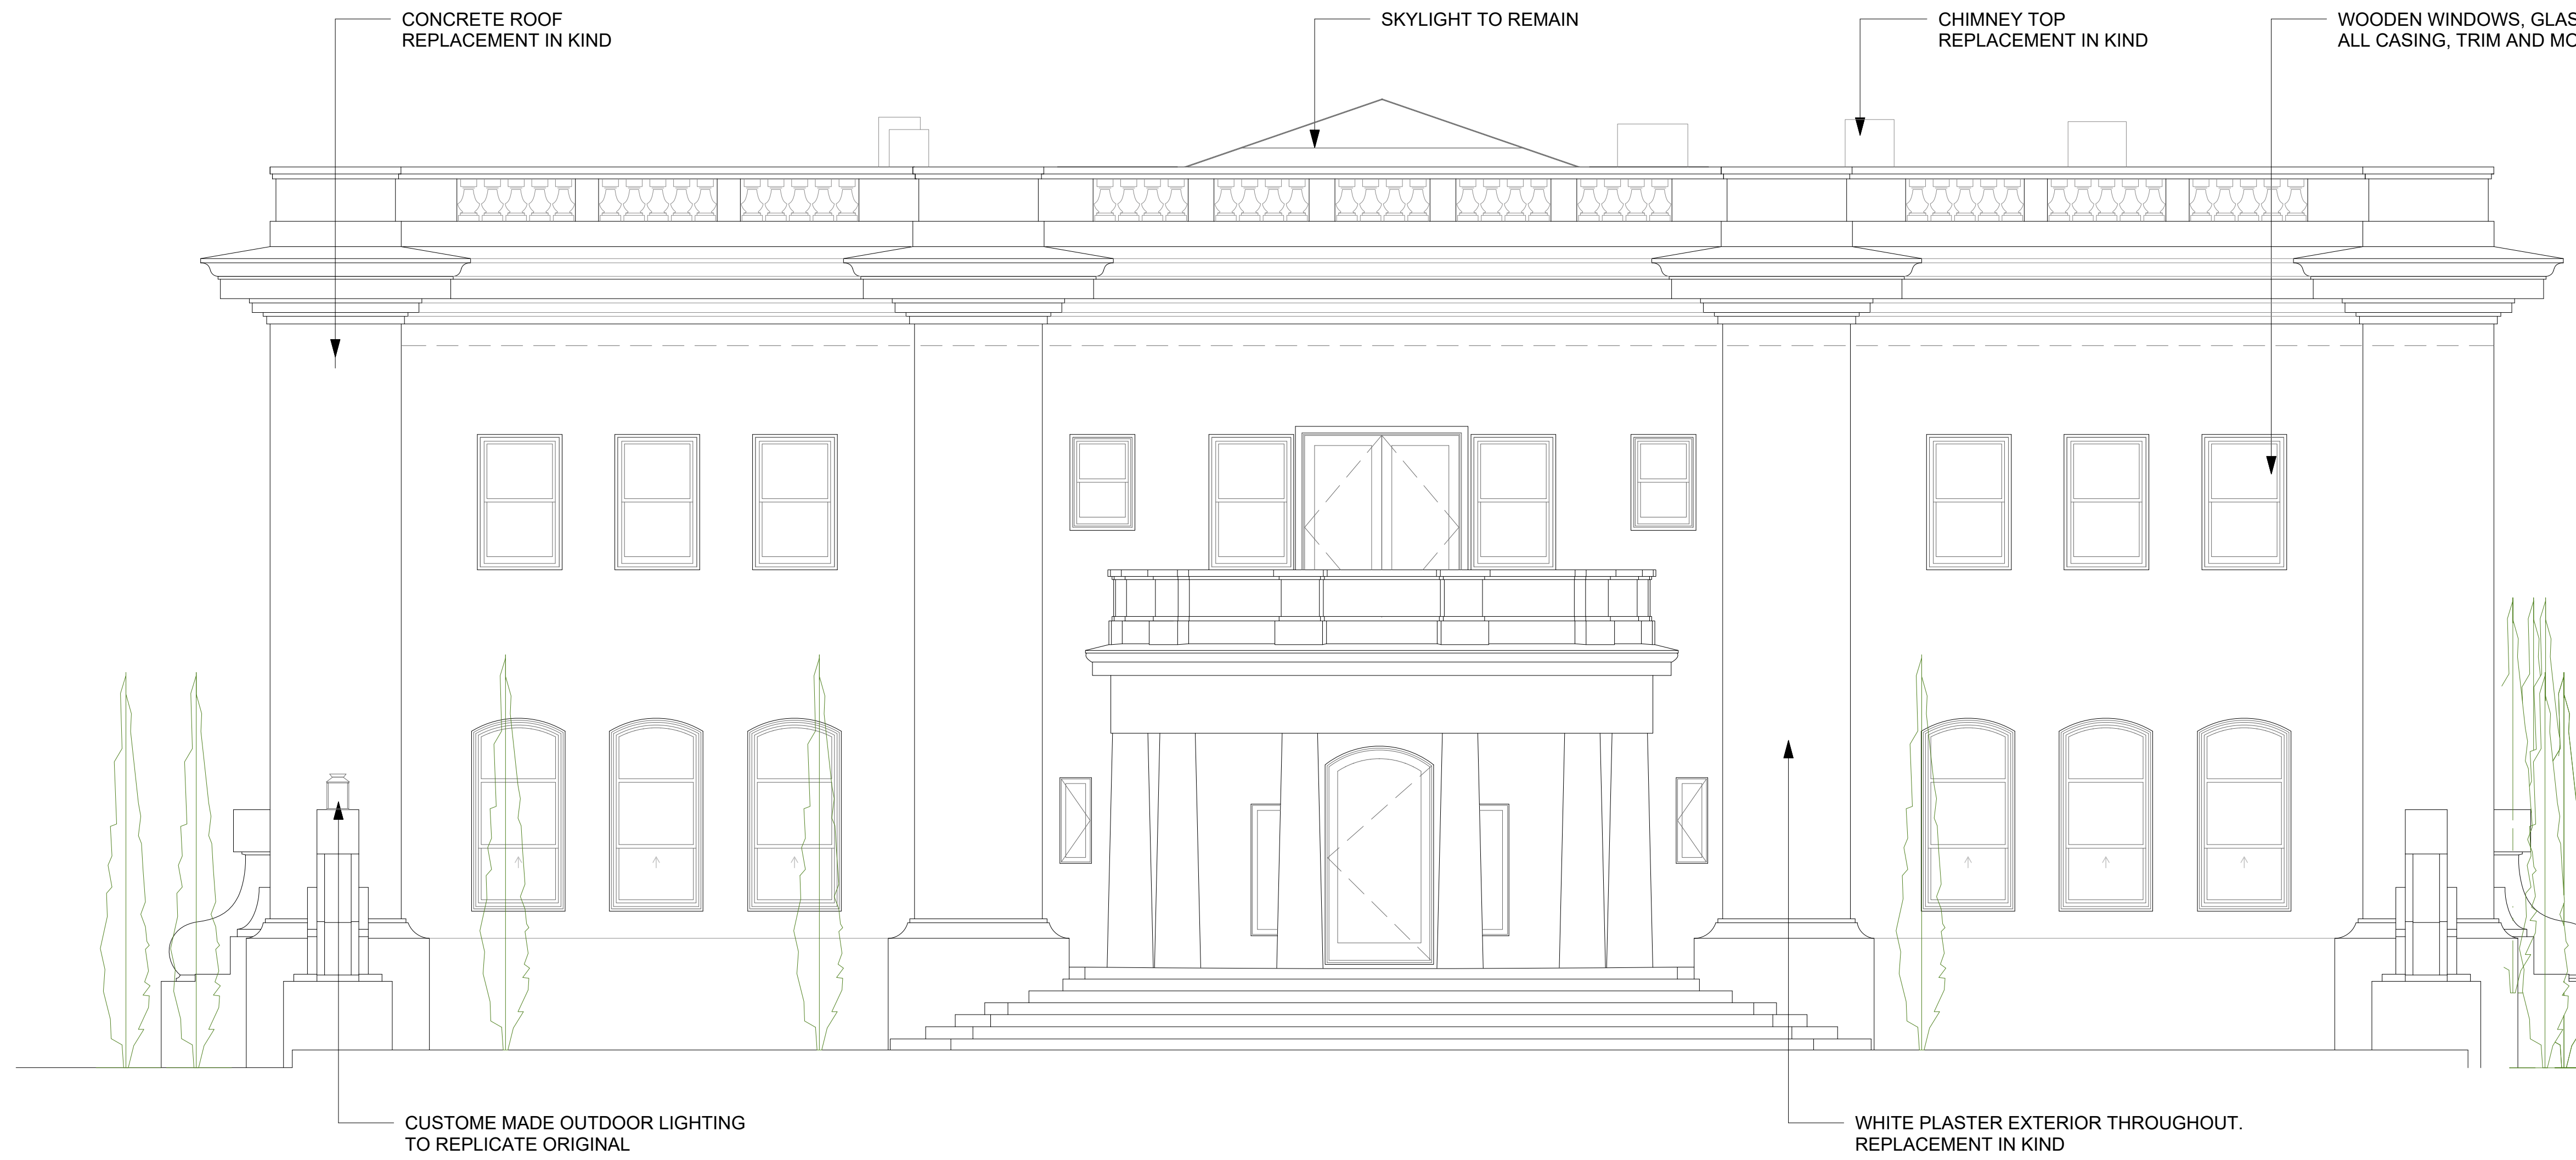 CONCRETE ROOF
REPLACEMENT IN KIND
SKYLIGHT TO REMAIN
CHIMNEY TOP
REPLACEMENT IN KIND
WOODEN WINDOWS,
ALL CASING, TRIM AND
CUSTOME MADE OUTDOOR LIGHTING
TO REPLICATE ORIGINAL
WHITE PLASTER EXTERIOR THROUGHOUT.
REPLACEMENT IN KIND